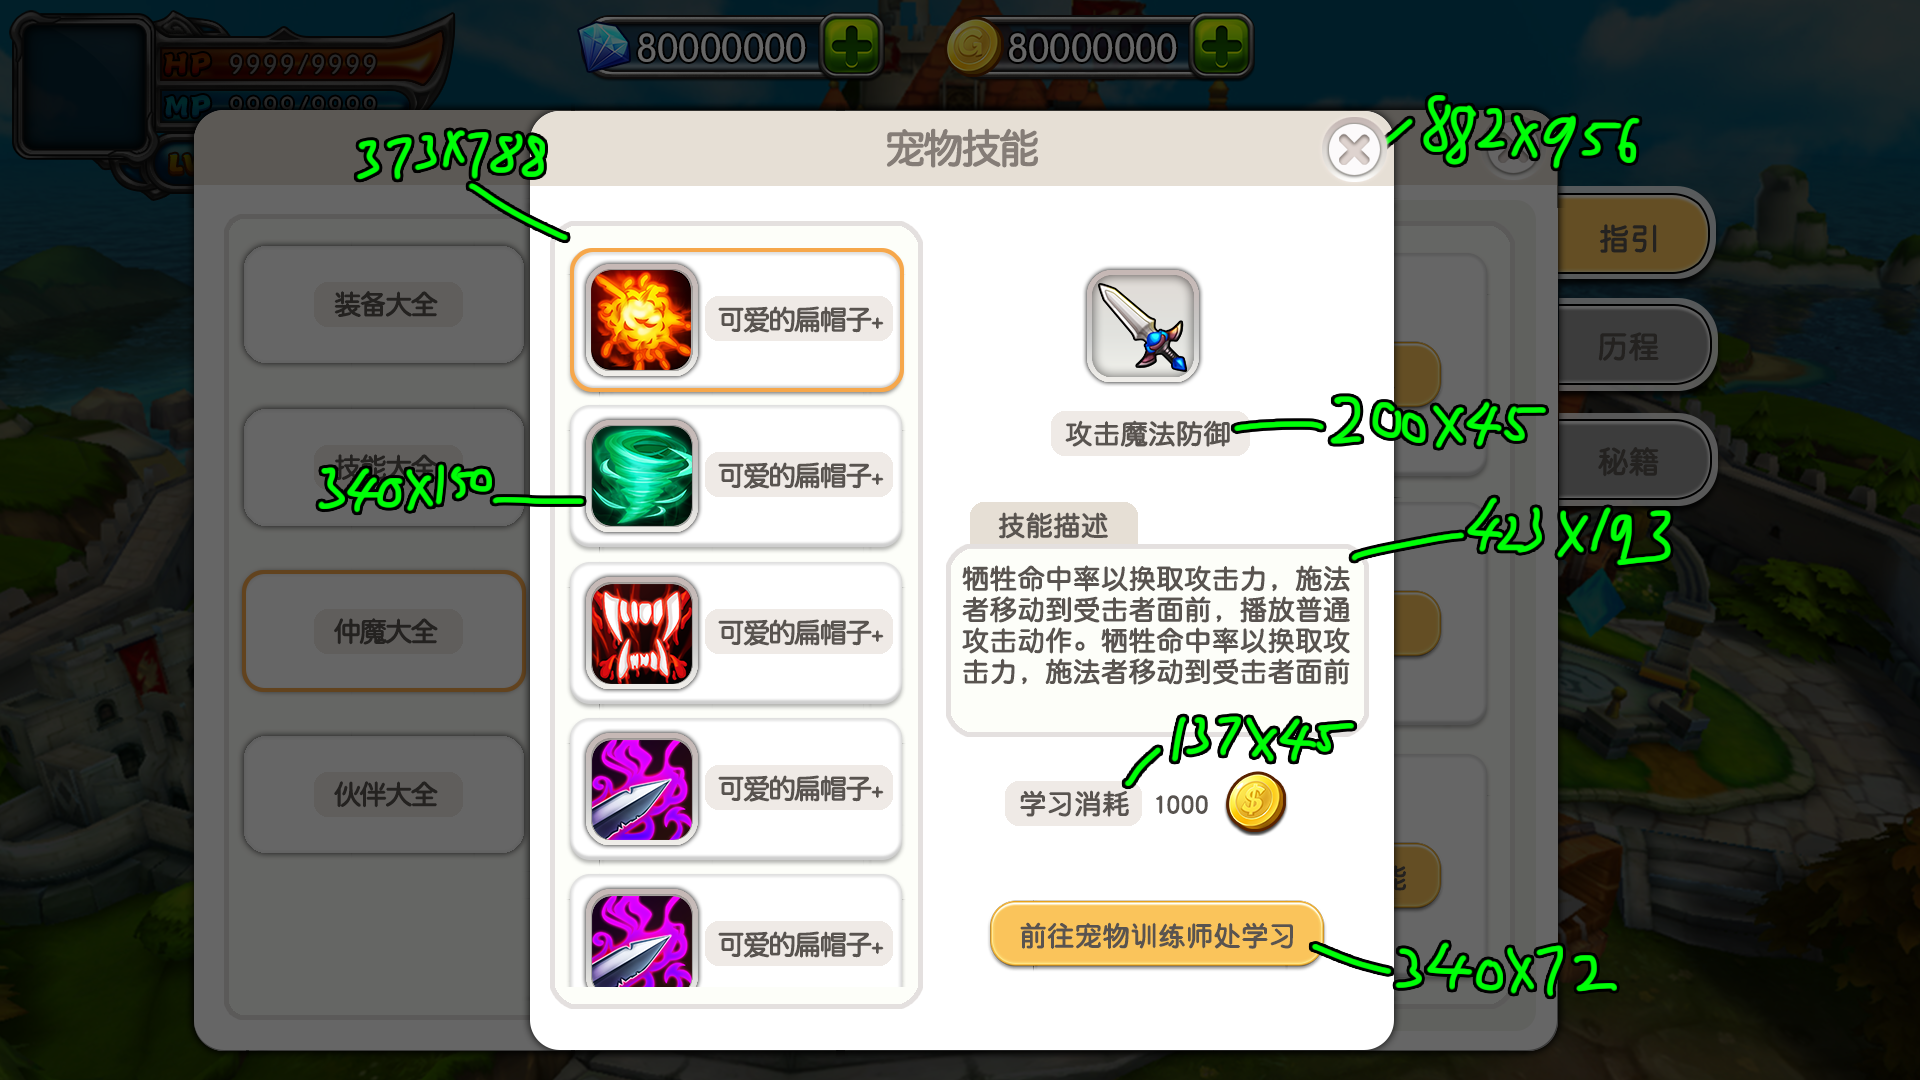 HP 9999/9999
MP 9999/9999
80000000
80000000
373X788
宠物技能
882X956
指引
历程
秘籍
装备大全
技能大全
仲魔大全
伙伴大全
340X150
可爱的扁帽子+
可爱的扁帽子+
可爱的扁帽子+
可爱的扁帽子+
可爱的扁帽子+
攻击魔法防御
200X45
技能描述
423X193
牺牲命中率以换取攻击力，施法
者移动到受击者面前，播放普通
攻击动作。牺牲命中率以换取攻
击力，施法者移动到受击者面前
137X45
学习消耗 1000
前往宠物训练师处学习
340X72